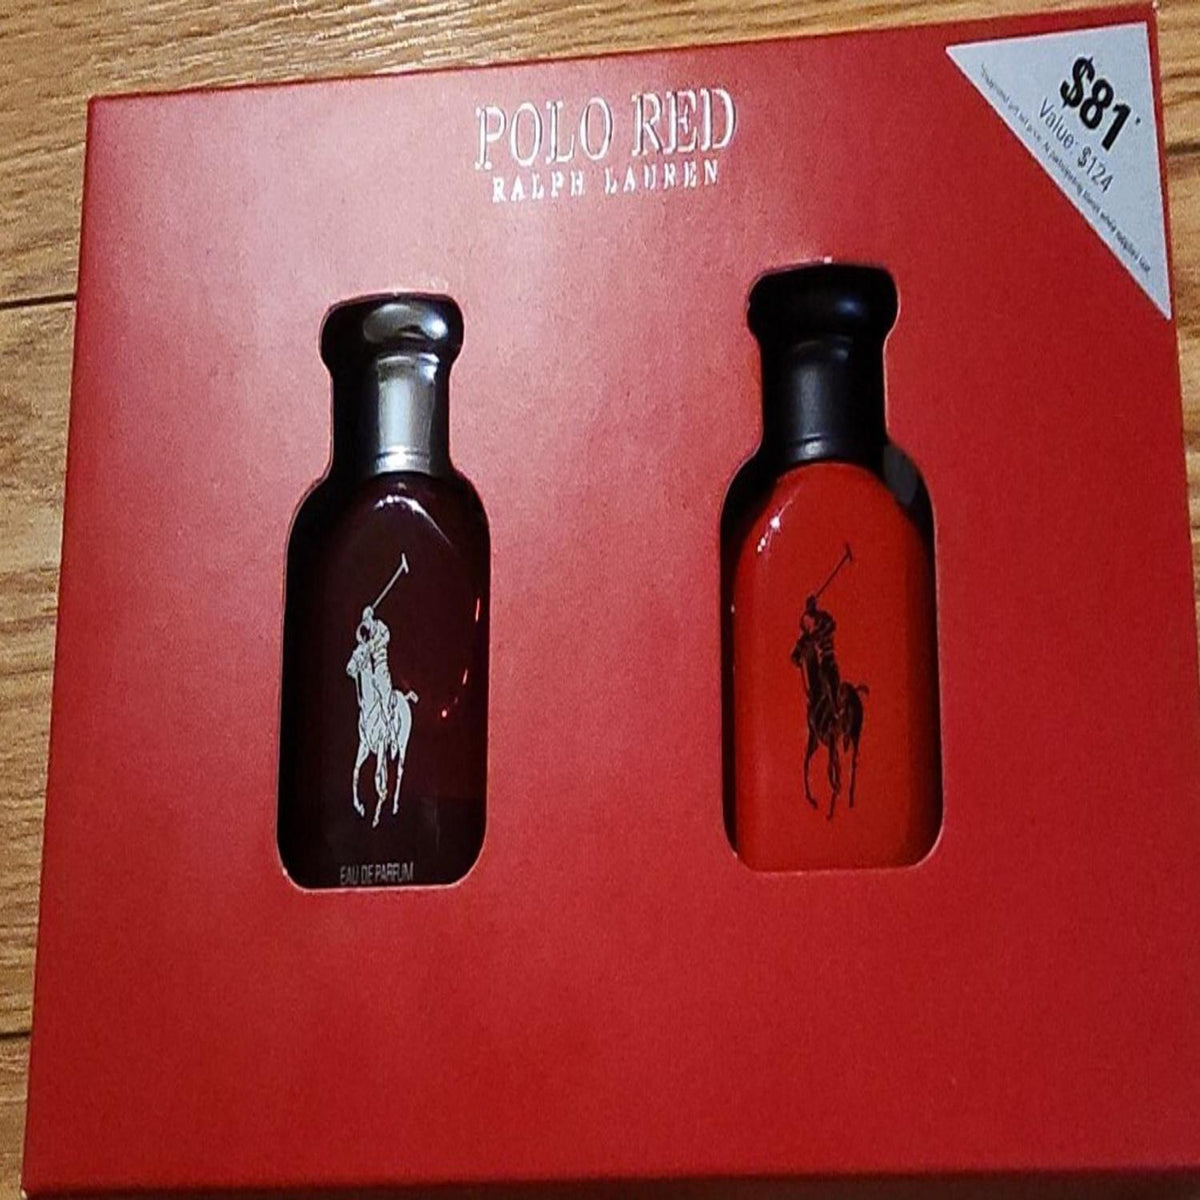 POLO RED
RALPH LAUREN
$81*
Value: $124
EAU DE PARFUM